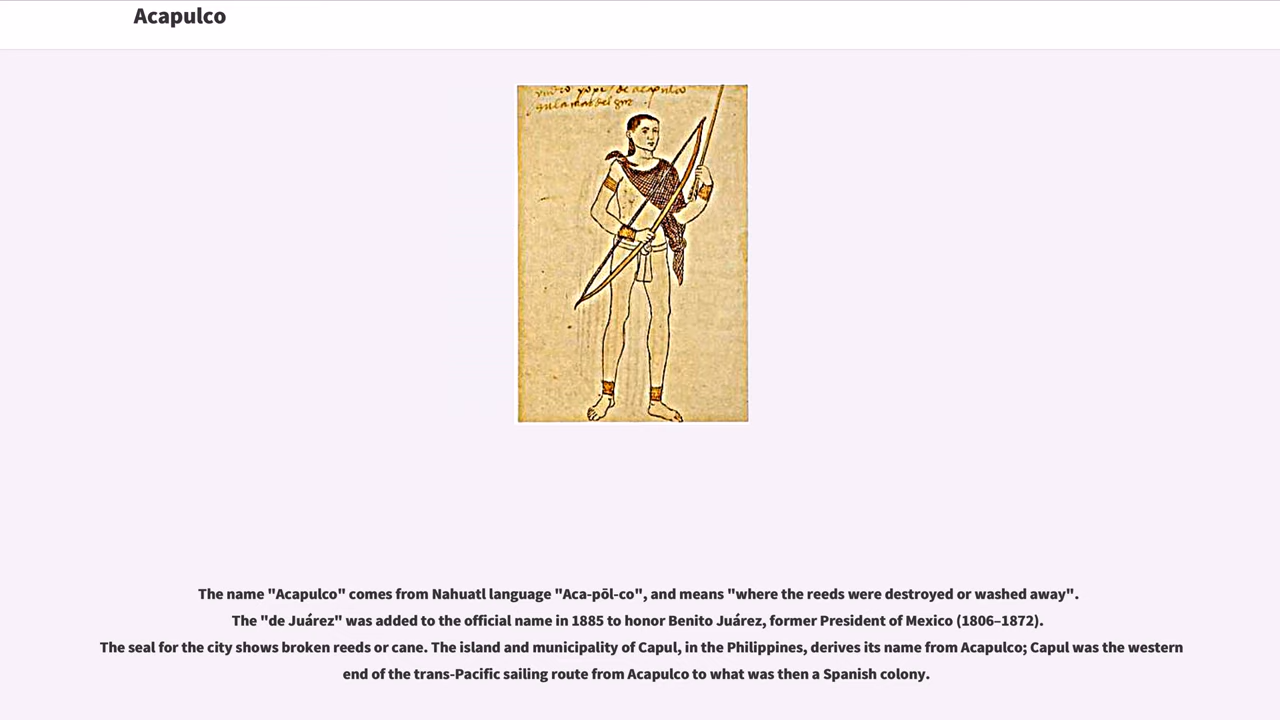 Acapulco
de acapulco
The name "Acapulco" comes from Nahuatl language "Aca-pōl-co", and means "where the reeds were destroyed or washed away".
The "de Juárez" was added to the official name in 1885 to honor Benito Juárez, former President of Mexico (1806–1872).
The seal for the city shows broken reeds or cane. The island and municipality of Capul, in the Philippines, derives its name from Acapulco; Capul was the western
end of the trans-Pacific sailing route from Acapulco to what was then a Spanish colony.